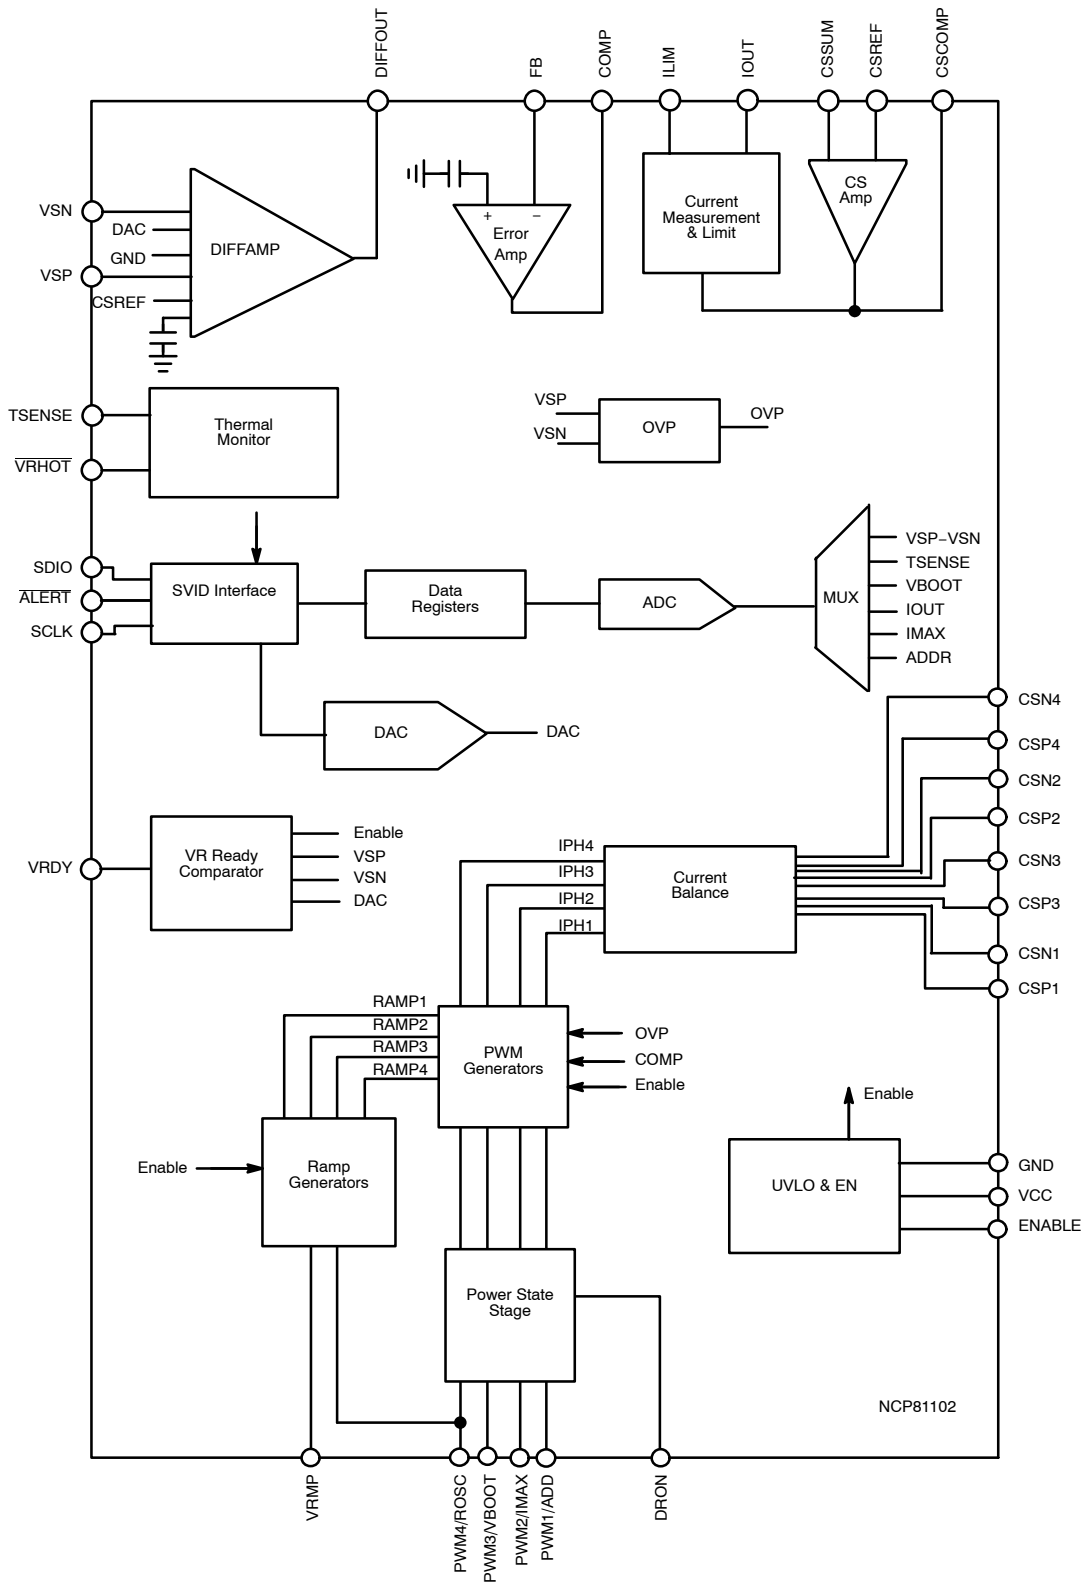 DIFFOUT
FB
COMP
ILIM
IOUT
CSSUM
CSREF
CSCOMP
VSN
DAC
GND
VSP
CSREF
DIFFAMP
+
−
Error
Amp
Current
Measurement
& Limit
CS
Amp
TSENSE
VRHOT
Thermal
Monitor
VSP
VSN
OVP
OVP
SDIO
ALERT
SCLK
SVID Interface
Data
Registers
ADC
MUX
VSP−VSN
TSENSE
VBOOT
IOUT
IMAX
ADDR
DAC
DAC
CSN4
CSP4
CSN2
CSP2
CSN3
CSP3
CSN1
CSP1
VRDY
VR Ready
Comparator
Enable
VSP
VSN
DAC
IPH4
IPH3
IPH2
IPH1
Current
Balance
RAMP1
RAMP2
RAMP3
RAMP4
PWM
Generators
OVP
COMP
Enable
Enable
Ramp
Generators
Enable
UVLO & EN
GND
VCC
ENABLE
Power State
Stage
NCP81102
VRMP
PWM4/ROSC
PWM3/VBOOT
PWM2/IMAX
PWM1/ADD
DRON